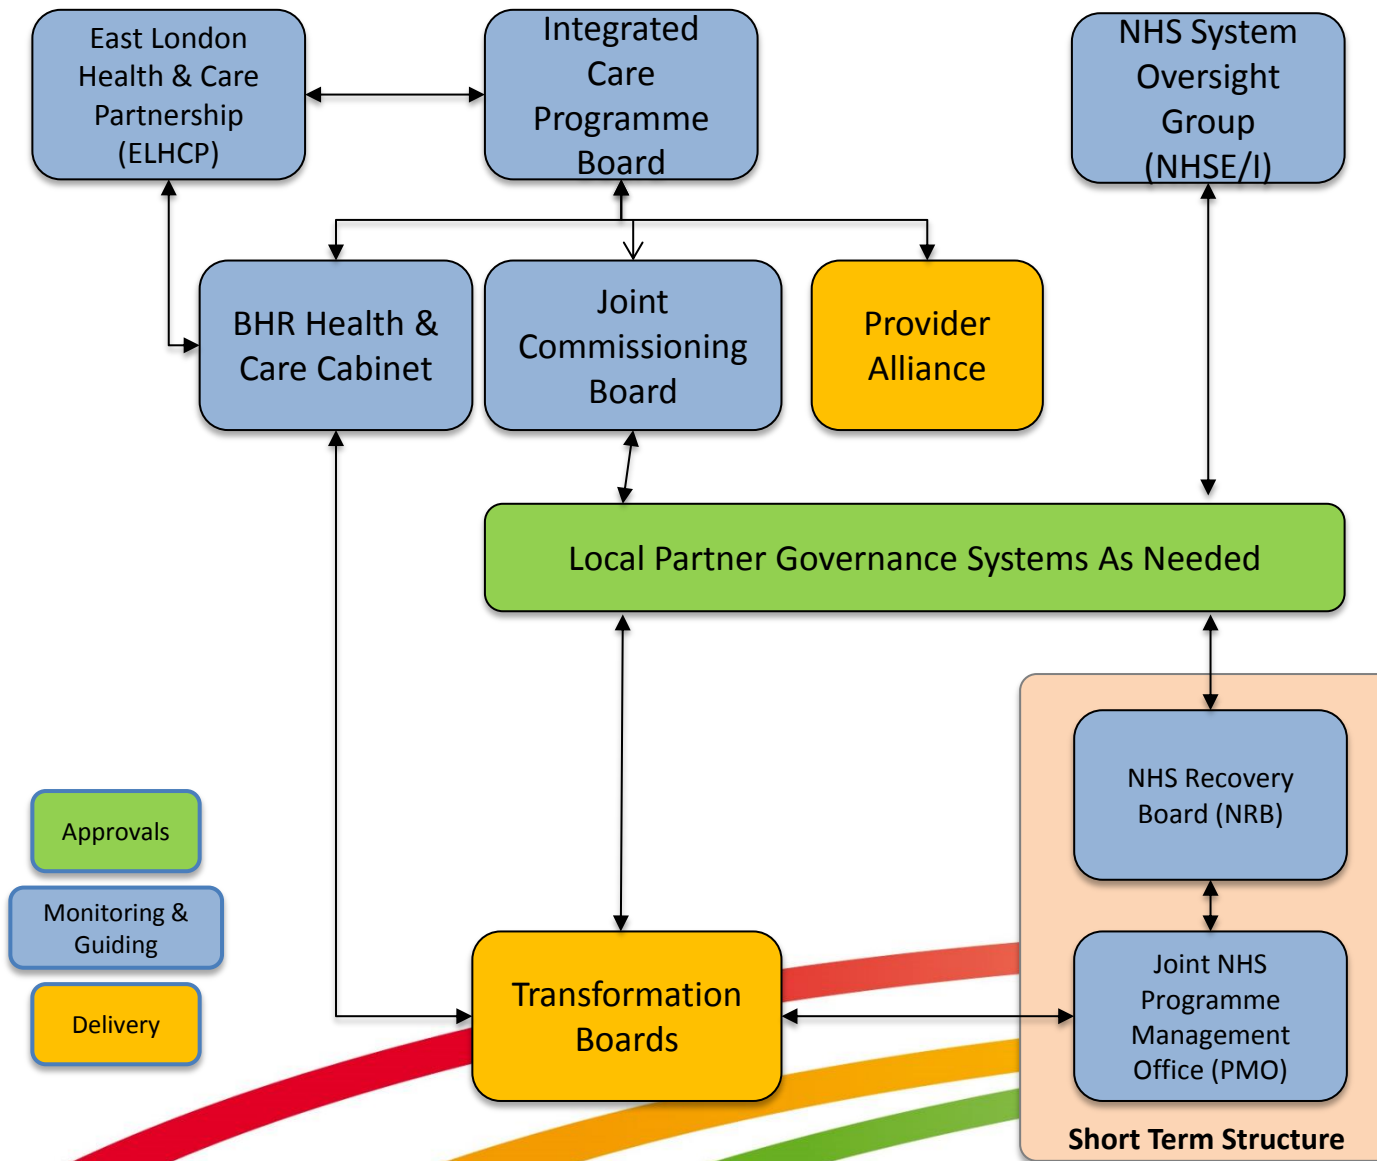 East London
Health & Care
Partnership
(ELHCP)
Integrated
Care
Programme
Board
NHS System
Oversight
Group
(NHSE/I)
BHR Health &
Care Cabinet
Joint
Commissioning
Board
Provider
Alliance
Local Partner Governance Systems As Needed
NHS Recovery
Board (NRB)
Approvals
Monitoring &
Guiding
Delivery
Transformation
Boards
Joint NHS
Programme
Management
Office (PMO)
Short Term Structure